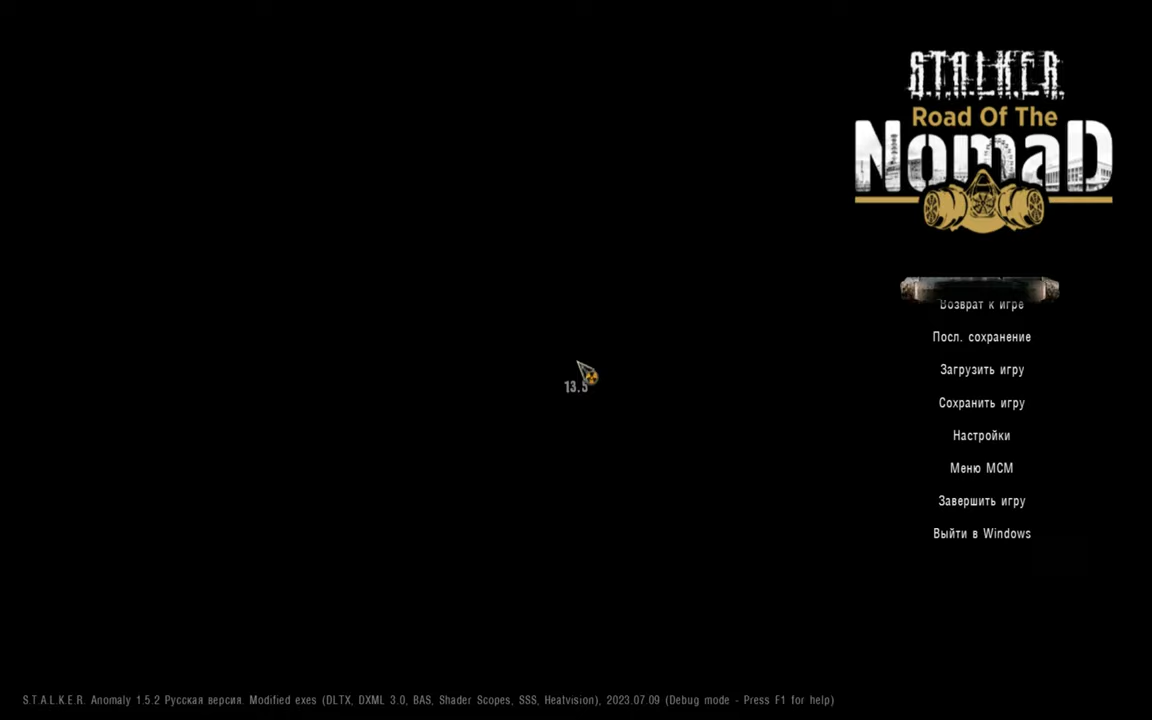 S.T.A.L.K.E.R.
Road Of The
NomaD
Возврат к игре
Посл. сохранение
Загрузить игру
13.5
Сохранить игру
Настройки
Меню MCM
Завершить игру
Выйти в Windows
S.T.A.L.K.E.R. Anomaly 1.5.2 Русская версия. Modified exes (DLTX, DXML 3.0, BAS, Shader Scopes, SSS, Heatvision), 2023.07.09 (Debug mode - Press F1 for help)